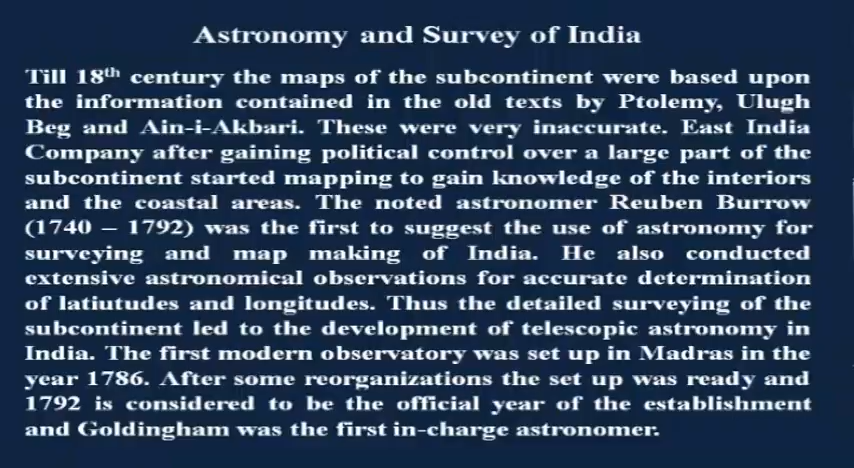 Astronomy and Survey of India
Till 18th century the maps of the subcontinent were based upon
the information contained in the old texts by Ptolemy, Ulugh
Beg and Ain-i-Akbari. These were very inaccurate. East India
Company after gaining political control over a large part of the
subcontinent started mapping to gain knowledge of the interiors
and the coastal areas. The noted astronomer Reuben Burrow
(1740 – 1792) was the first to suggest the use of astronomy for
surveying and map making of India. He also conducted
extensive astronomical observations for accurate determination
of latiutudes and longitudes. Thus the detailed surveying of the
subcontinent led to the development of telescopic astronomy in
India. The first modern observatory was set up in Madras in the
year 1786. After some reorganizations the set up was ready and
1792 is considered to be the official year of the establishment
and Goldingham was the first in-charge astronomer.